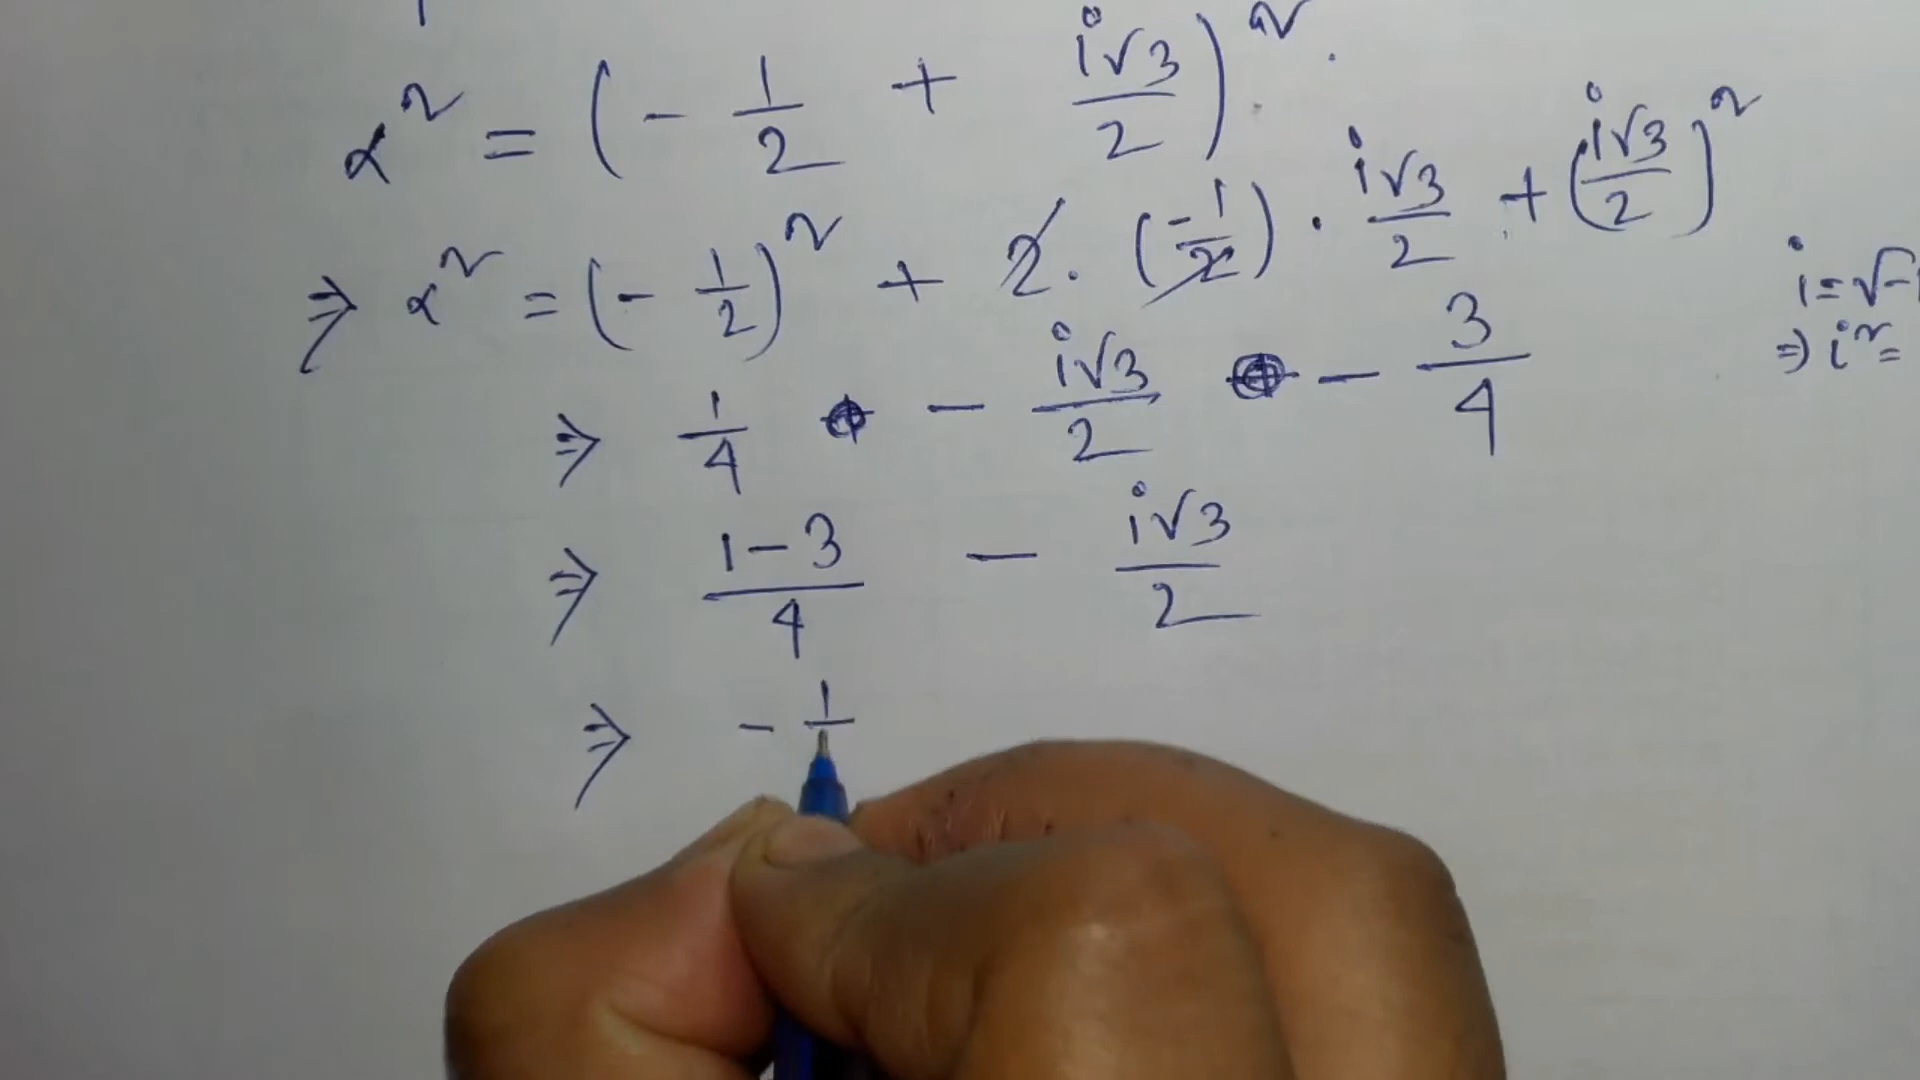 α² = (- 1/2 + i√3/2)².
⇒ α² = (- 1/2)² + 2. (-1/2) · i√3/2 + (i√3/2)²
i=√-1
⇒ i² =
⇒ 1/4 - i√3/2 - 3/4
⇒ 1-3/4 - i√3/2
⇒ - 1/